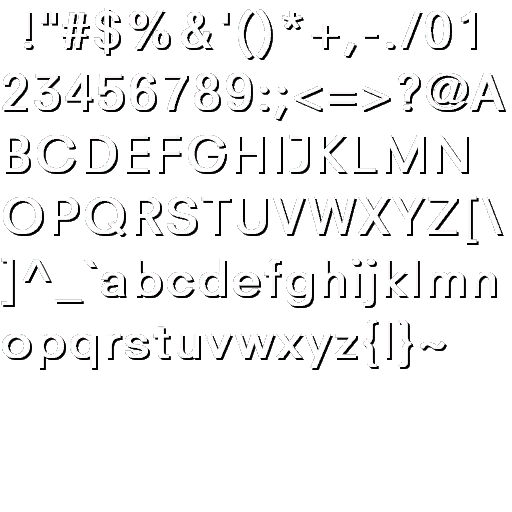 !"#$%&'()*+,-./01
23456789:;<=>?@A
BCDEFGHIJKLMN
OPQRSTUVWXYZ[\
]^_`abcdefghijklmn
opqrstuvwxyz{|}~